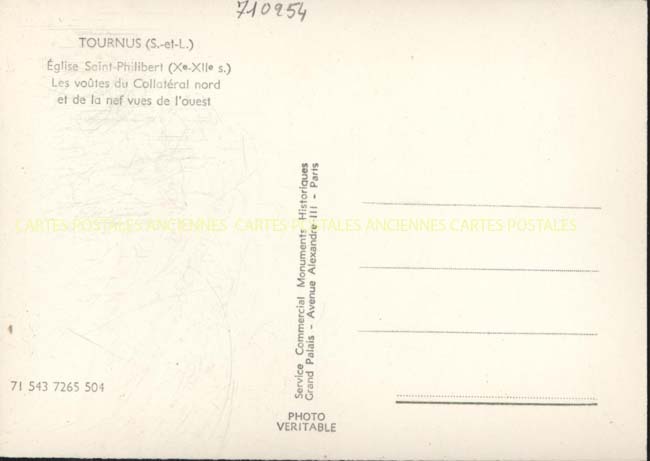 710954
TOURNUS (S.-et-L.)
Église Saint-Philibert (Xe-XIIe s.)
Les voûtes du Collatéral nord
et de la nef vues de l'ouest
CARTES POSTALES ANCIENNES CARTES POSTALES ANCIENNES CARTES POSTALES
Service Commercial Monuments Historiques
Grand Palais - Avenue Alexandre-III - Paris
71 543 7265 504
PHOTO
VERITABLE